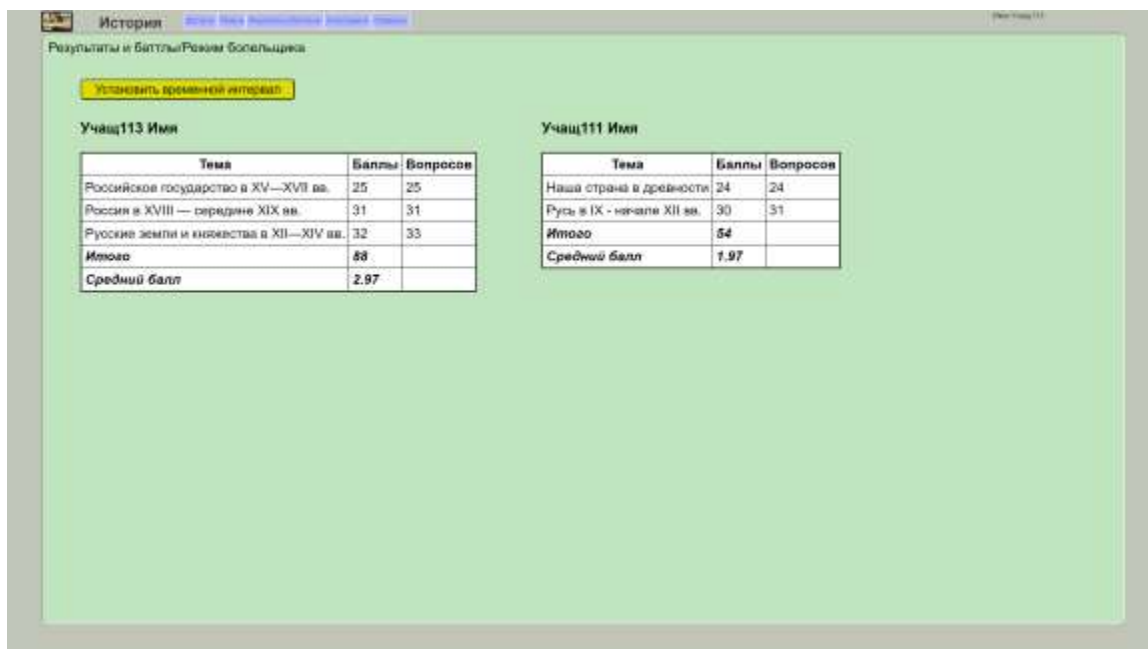 История
Результаты и баттлы/Режим болельщика
Установить временной интервал
Учащ113 Имя
Тема Баллы Вопросов
Российское государство в XV—XVII вв. 25 25
Россия в XVIII — середине XIX вв. 31 31
Русские земли и княжества в XII—XIV вв. 32 33
Итого 88
Средний балл 2.97
Учащ111 Имя
Тема Баллы Вопросов
Наша страна в древности 24 24
Русь в IX - начале XII вв. 30 31
Итого 54
Средний балл 1.97